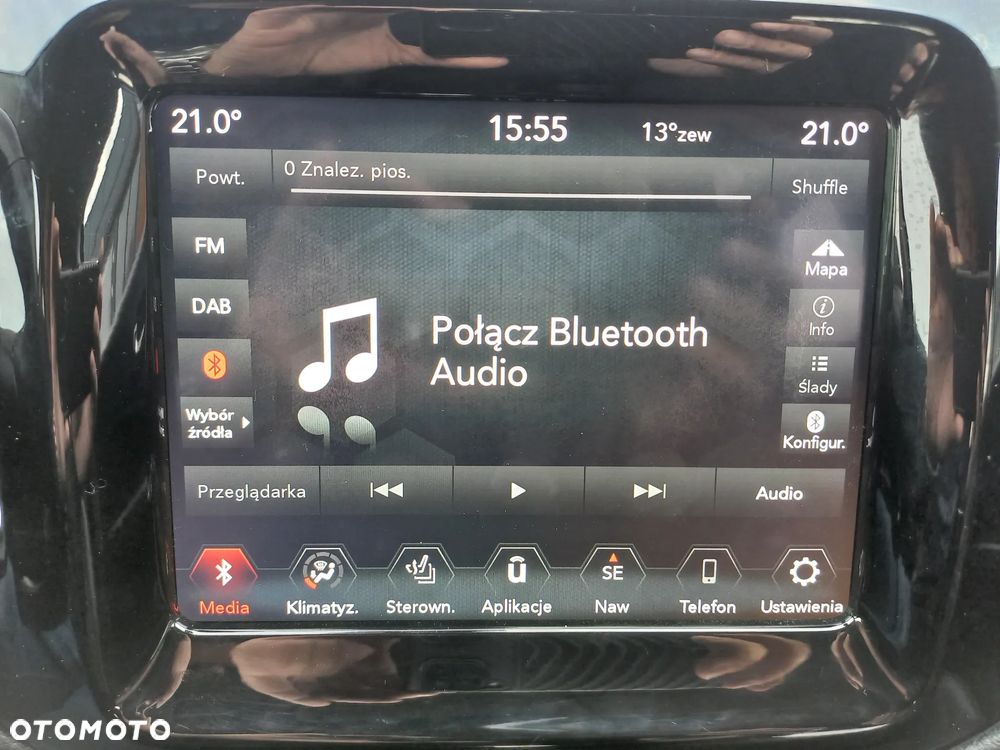 21.0° 15:55 13°zew 21.0°
Powt. 0 Znalez. pios. Shuffle
FM
DAB
Wybór
źródła
Połącz Bluetooth
Audio
Mapa
Info
Ślady
Konfigur.
Przeglądarka Audio
SE
Media Klimatyz. Sterown. Aplikacje Naw Telefon Ustawienia
OTOMOTO